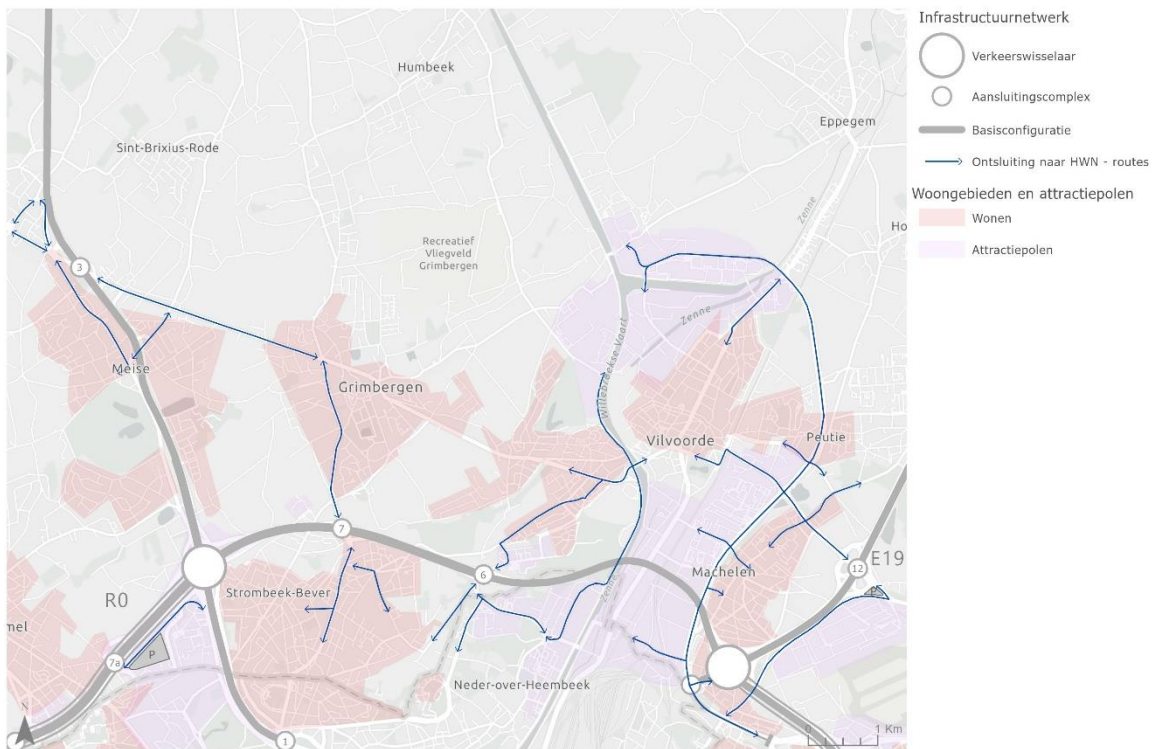 Infrastructuurnetwerk
Verkeerswisselaar
Aansluitingscomplex
Basisconfiguratie
Ontsluiting naar HWN - routes
Woongebieden en attractiepolen
Wonen
Attractiepolen
Humbeek
Eppegem
Sint-Brixius-Rode
Zenne
Ho
Recreatief
Vliegveld
Grimbergen
3
Zenne
Willebroekse Vaart
Meise
Grimbergen
Vilvoorde
Peutie
7
E19
12
6
Machelen
R0
Strombeek-Bever
Zenne
P
mel
7a
P
Neder-over-Heembeek
1
0
1 Km